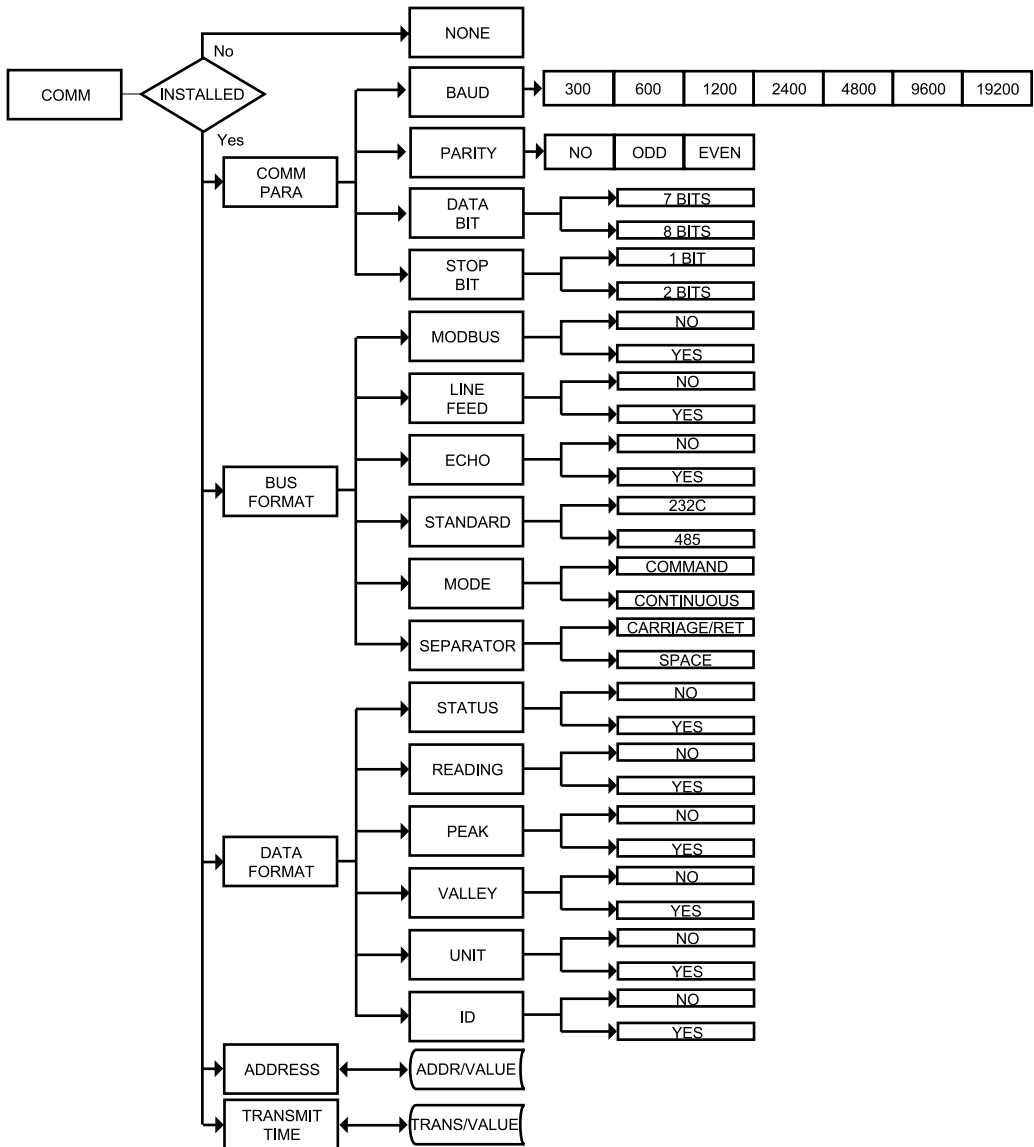 NONE
No
COMM
INSTALLED
BAUD
300 600 1200 2400 4800 9600 19200
Yes
COMM
PARA
PARITY
NO ODD EVEN
DATA
BIT
7 BITS
8 BITS
STOP
BIT
1 BIT
2 BITS
BUS
FORMAT
MODBUS
NO
YES
LINE
FEED
NO
YES
ECHO
NO
YES
STANDARD
232C
485
MODE
COMMAND
CONTINUOUS
SEPARATOR
CARRIAGE/RET
SPACE
DATA
FORMAT
STATUS
NO
YES
READING
NO
YES
PEAK
NO
YES
VALLEY
NO
YES
UNIT
NO
YES
ID
NO
YES
ADDRESS
ADDR/VALUE
TRANSMIT
TIME
TRANS/VALUE